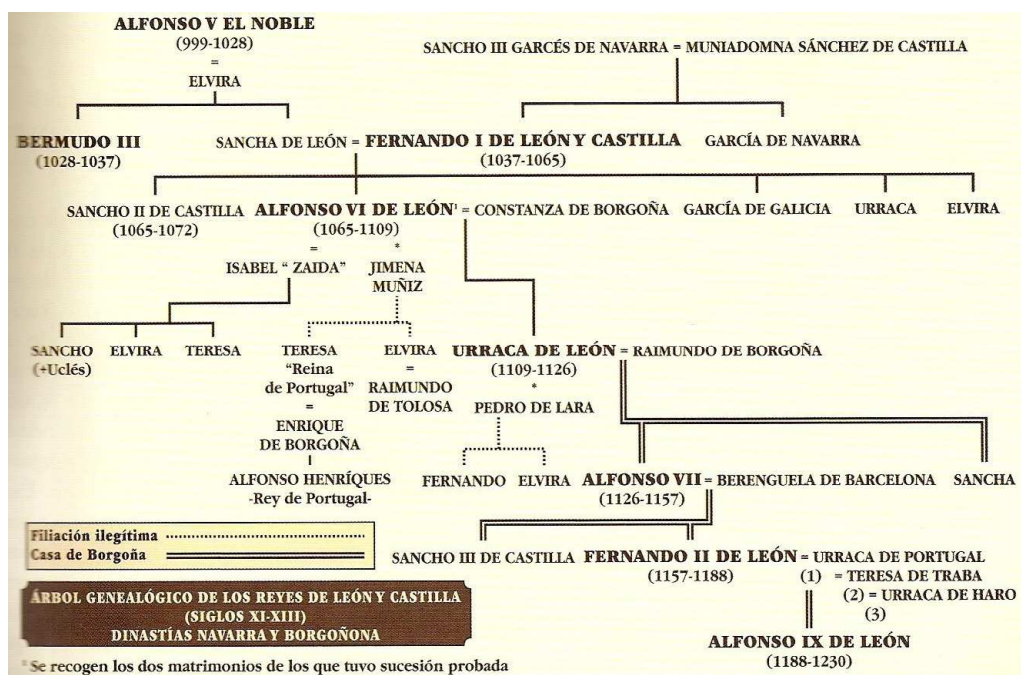 ALFONSO V EL NOBLE
(999-1028)
=
ELVIRA
SANCHO III GARCÉS DE NAVARRA = MUNIADOMNA SÁNCHEZ DE CASTILLA
BERMUDO III
(1028-1037)
SANCHA DE LEÓN = FERNANDO I DE LEÓN Y CASTILLA
(1037-1065)
GARCÍA DE NAVARRA
SANCHO II DE CASTILLA
(1065-1072)
ALFONSO VI DE LEÓN¹ = CONSTANZA DE BORGOÑA
(1065-1109)
GARCÍA DE GALICIA
URRACA
ELVIRA
=
ISABEL " ZAIDA"
*
JIMENA
MUÑIZ
SANCHO
(+Uclés)
ELVIRA
TERESA
TERESA
"Reina
de Portugal"
=
ENRIQUE
DE BORGOÑA
ALFONSO HENRÍQUES
-Rey de Portugal-
ELVIRA
=
RAIMUNDO
DE TOLOSA
URRACA DE LEÓN = RAIMUNDO DE BORGOÑA
(1109-1126)
*
PEDRO DE LARA
FERNANDO
ELVIRA
ALFONSO VII = BERENGUELA DE BARCELONA
(1126-1157)
SANCHA
SANCHO III DE CASTILLA
FERNANDO II DE LEÓN = URRACA DE PORTUGAL
(1157-1188)
(1) = TERESA DE TRABA
(2) = URRACA DE HARO
(3)
ALFONSO IX DE LEÓN
(1188-1230)
Filiación ilegítima
Casa de Borgoña
ÁRBOL GENEALÓGICO DE LOS REYES DE LEÓN Y CASTILLA
(SIGLOS XI-XIII)
DINASTÍAS NAVARRA Y BORGOÑONA
¹ Se recogen los dos matrimonios de los que tuvo sucesión probada